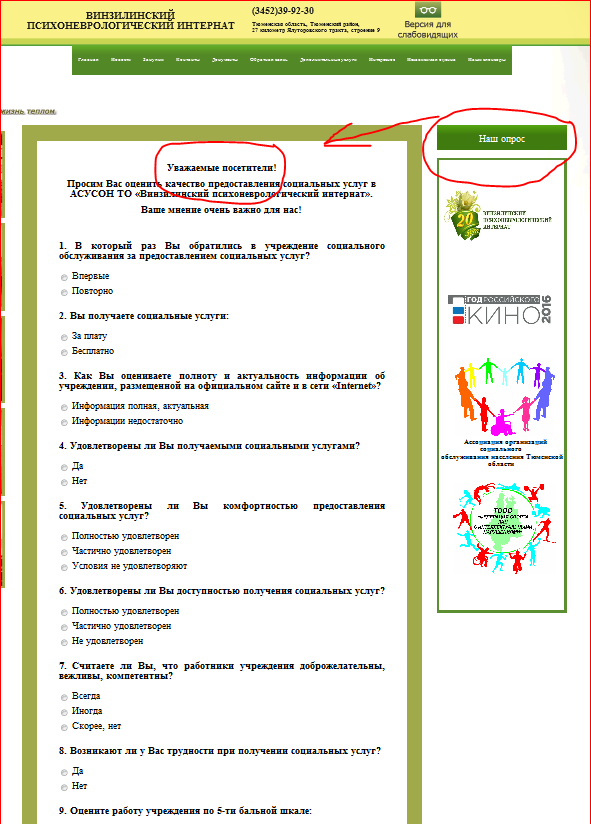 ВИНЗИЛИНСКИЙ
ПСИХОНЕВРОЛОГИЧЕСКИЙ ИНТЕРНАТ
(3452)39-92-30
Тюменская область, Тюменский район,
27 километр Ялуторовского тракта, строение 9
Версия для
слабовидящих
Главная Новости Закупки Контакты Документы Обратная связь Дополнительные услуги
жизнь, теплом.
Наш опрос
Уважаемые посетители!
Просим Вас оценить качество предоставления социальных услуг в
АСУСОН ТО «Винзилинский психоневрологический интернат».
Ваше мнение очень важно для нас!
1. В который раз Вы обратились в учреждение социального
обслуживания за предоставлением социальных услуг?
Впервые
Повторно
2. Вы получаете социальные услуги:
За плату
Бесплатно
3. Как Вы оцениваете полноту и актуальность информации об
учреждении, размещенной на официальном сайте и в сети «Internet»?
Информация полная, актуальная
Информации недостаточно
4. Удовлетворены ли Вы получаемыми социальными услугами?
Да
Нет
5. Удовлетворены ли Вы комфортностью предоставления
социальных услуг?
Полностью удовлетворен
Частично удовлетворен
Условия не удовлетворяют
6. Удовлетворены ли Вы доступностью получения социальных услуг?
Полностью удовлетворен
Частично удовлетворен
Не удовлетворен
7. Считаете ли Вы, что работники учреждения доброжелательны,
вежливы, компетентны?
Всегда
Иногда
Скорее, нет
8. Возникают ли у Вас трудности при получении социальных услуг?
Да
Нет
9. Оцените работу учреждения по 5-ти бальной шкале:
20 лет
ВИНЗИЛИНСКИЙ
ПСИХОНЕВРОЛОГИЧЕСКИЙ
ИНТЕРНАТ
ГОД РОССИЙСКОГО
КИНО 2016
Ассоциация организаций
социального
обслуживания населения Тюменской
области
ТООО